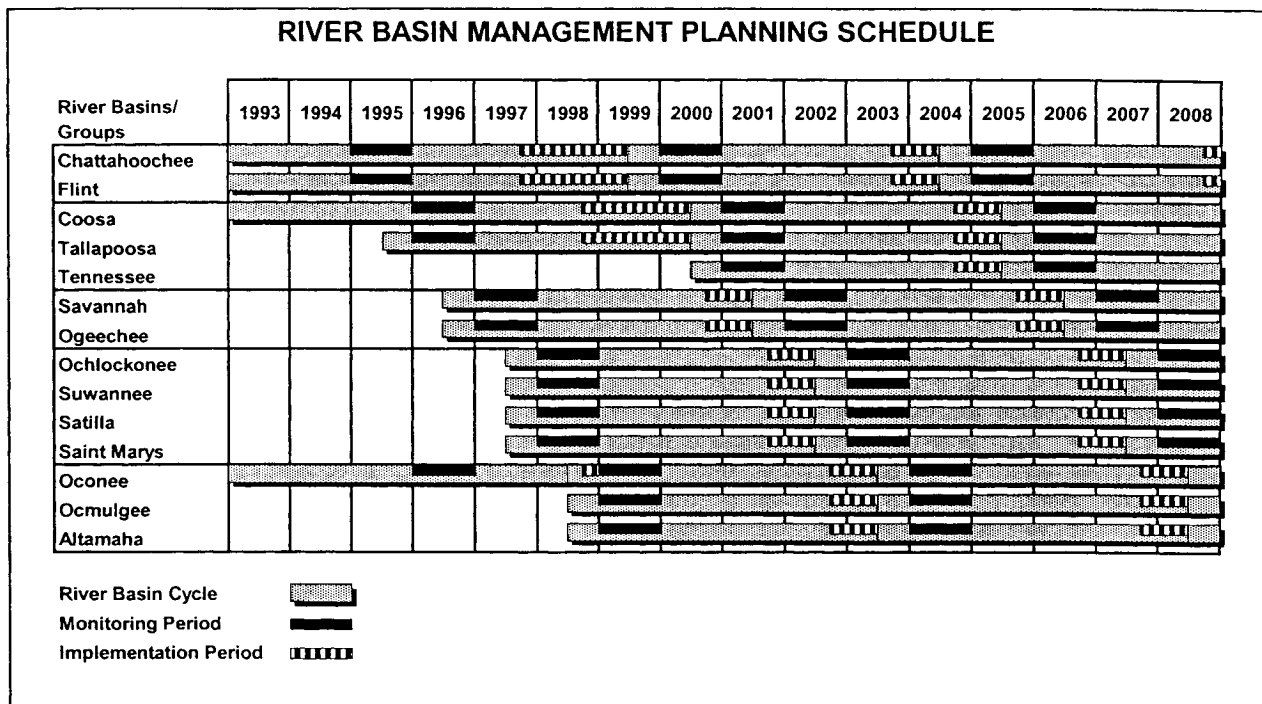 RIVER BASIN MANAGEMENT PLANNING SCHEDULE
River Basins/
Groups
1993 1994 1995 1996 1997 1998 1999 2000 2001 2002 2003 2004 2005 2006 2007 2008
Chattahoochee
Flint
Coosa
Tallapoosa
Tennessee
Savannah
Ogeechee
Ochlockonee
Suwannee
Satilla
Saint Marys
Oconee
Ocmulgee
Altamaha
River Basin Cycle
Monitoring Period
Implementation Period